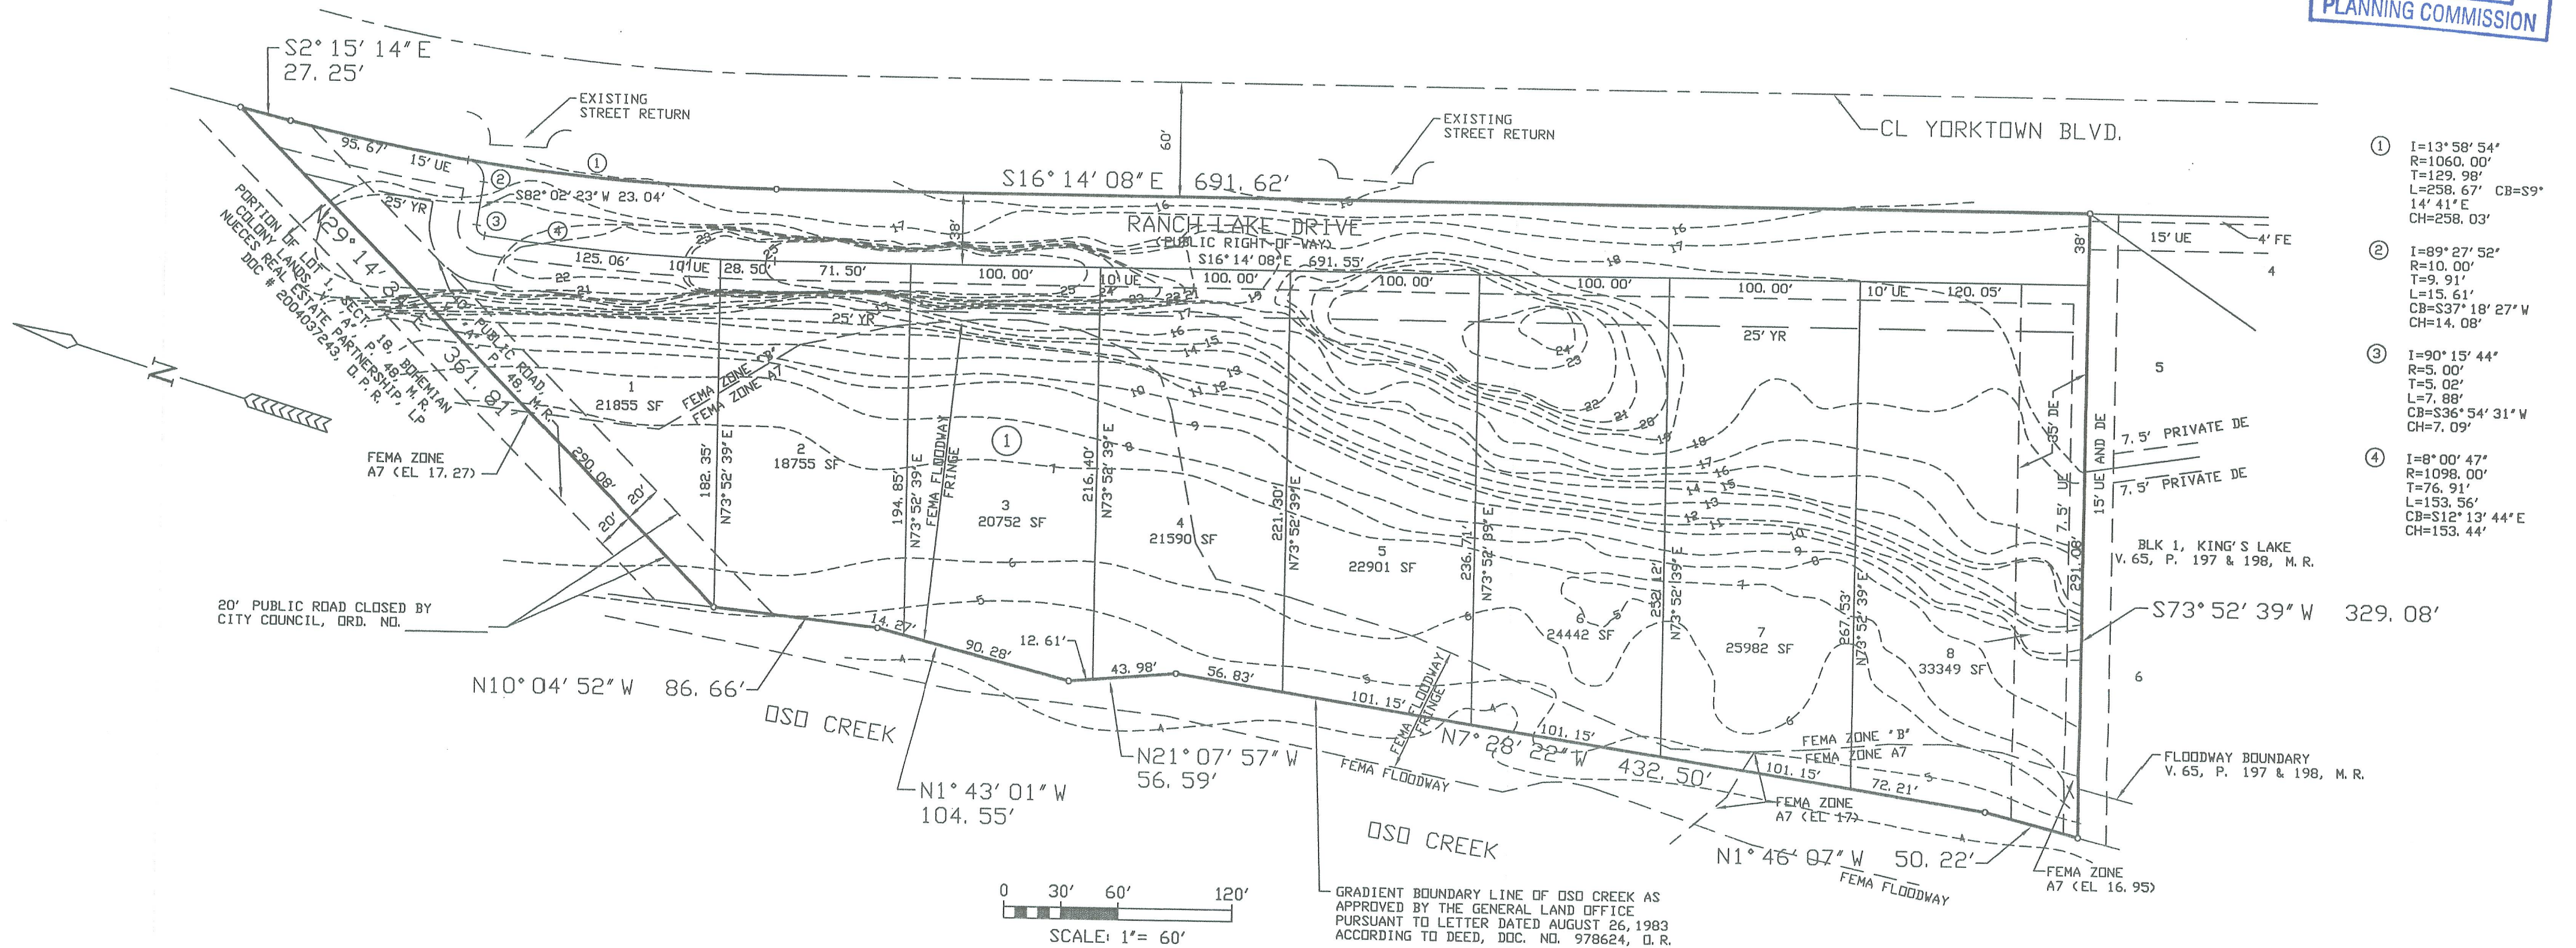 PLANNING COMMISSION
S2° 15' 14" E
27. 25'
EXISTING
STREET RETURN
EXISTING
STREET RETURN
60'
CL YORKTOWN BLVD.
1
I=13° 58' 54"
R=1060. 00'
T=129. 98'
L=258. 67' CB=S9°
14' 41" E
CH=258. 03'
2
I=89° 27' 52"
R=10. 00'
T=9. 91'
L=15. 61'
CB=S37° 18' 27" W
CH=14. 08'
3
I=90° 15' 44"
R=5. 00'
T=5. 02'
L=7. 88'
CB=S36° 54' 31" W
CH=7. 09'
4
I=8° 00' 47"
R=1098. 00'
T=76. 91'
L=153. 56'
CB=S12° 13' 44" E
CH=153. 44'
95. 67'
15' UE
1
2
3
4
S82° 02' 23" W 23. 04'
25' YR
S16° 14' 08" E 691. 62'
RANCH LAKE DRIVE
(PUBLIC RIGHT-OF-WAY)
S16° 14' 08" E 691. 55'
38'
38'
15' UE
4' FE
4
125. 06'
10' UE
28. 50'
71. 50'
100. 00'
10' UE
100. 00'
100. 00'
100. 00'
100. 00'
10' UE
120. 05'
25' YR
25' YR
PORTION OF LOT 1, SECT. 18, BOHEMIAN
COLONY LANDS, V. "A", P. 48, M. R.
NUECES REAL ESTATE PARTNERSHIP, LP
DOC # 2004037243, O. P. R.
361. 81'
40' PUBLIC ROAD,
V. "A", P. 48, M. R.
290. 08'
20'
20'
N
FEMA ZONE
A7 (EL 17. 27)
20' PUBLIC ROAD CLOSED BY
CITY COUNCIL, ORD. NO.
FEMA ZONE "B"
FEMA ZONE A7
1
21855 SF
182. 35'
N73° 52' 39" E
2
18755 SF
194. 85'
N73° 52' 39" E
FEMA FLOODWAY
FRINGE
1
3
20752 SF
216. 40'
N73° 52' 39" E
4
21590 SF
221. 30'
N73° 52' 39" E
5
22901 SF
236. 71'
N73° 52' 39" E
6
24442 SF
252. 12'
N73° 52' 39" E
7
25982 SF
267. 53'
N73° 52' 39" E
8
33349 SF
35' DE
7. 5' UE
291. 08'
15' UE AND DE
5
7. 5' PRIVATE DE
7. 5' PRIVATE DE
BLK 1, KING'S LAKE
V. 65, P. 197 & 198, M. R.
S73° 52' 39" W 329. 08'
6
FLOODWAY BOUNDARY
V. 65, P. 197 & 198, M. R.
14. 27'
90. 28'
12. 61'
43. 98'
56. 83'
101. 15'
101. 15'
101. 15'
72. 21'
N10° 04' 52" W 86. 66'
OSO CREEK
N1° 43' 01" W
104. 55'
N21° 07' 57" W
56. 59'
FEMA FLOODWAY
FRINGE
FEMA FLOODWAY
N7° 28' 22" W 432. 50'
FEMA ZONE "B"
FEMA ZONE A7
FEMA ZONE
A7 (EL 17)
OSO CREEK
N1° 46' 07" W 50. 22'
FEMA FLOODWAY
FEMA ZONE
A7 (EL 16. 95)
0 30' 60' 120'
SCALE: 1"= 60'
GRADIENT BOUNDARY LINE OF OSO CREEK AS
APPROVED BY THE GENERAL LAND OFFICE
PURSUANT TO LETTER DATED AUGUST 26, 1983
ACCORDING TO DEED, DOC. NO. 978624, O. R.